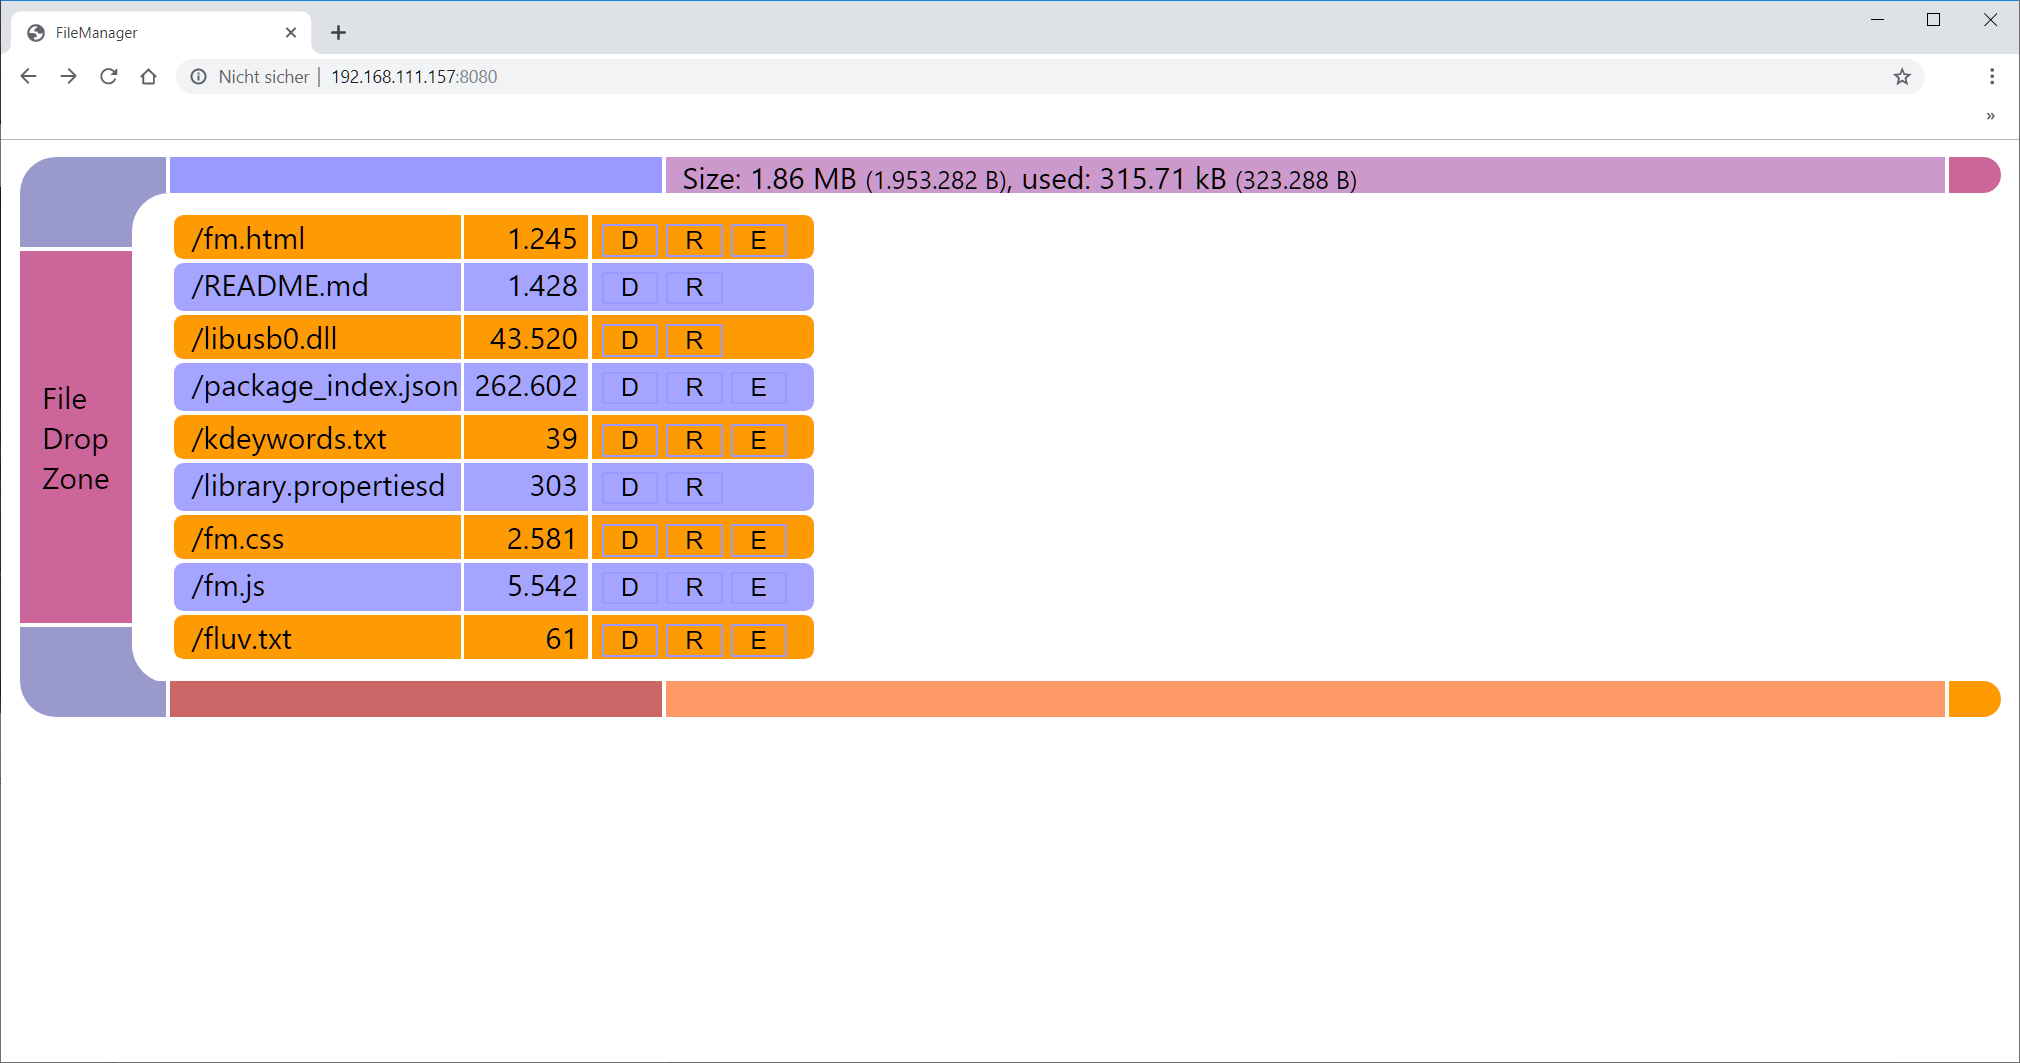 FileManager
Nicht sicher | 192.168.111.157:8080
»
Size: 1.86 MB (1.953.282 B), used: 315.71 kB (323.288 B)
/fm.html 1.245 D R E
/README.md 1.428 D R
/libusb0.dll 43.520 D R
/package_index.json 262.602 D R E
/kdeywords.txt 39 D R E
/library.propertiesd 303 D R
/fm.css 2.581 D R E
/fm.js 5.542 D R E
/fluv.txt 61 D R E
File
Drop
Zone